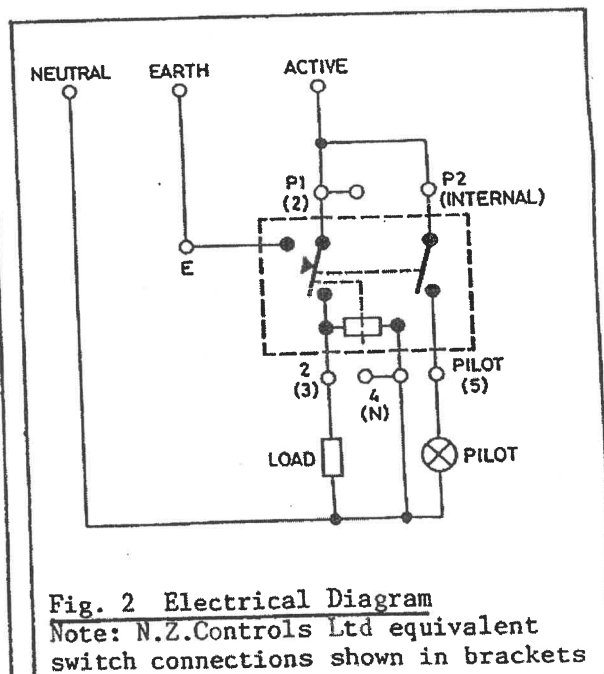 NEUTRAL EARTH ACTIVE
P1
(2)
P2
(INTERNAL)
E
2
(3)
4
(N)
PILOT
(5)
LOAD
PILOT
Fig. 2 Electrical Diagram
Note: N.Z.Controls Ltd equivalent
switch connections shown in brackets